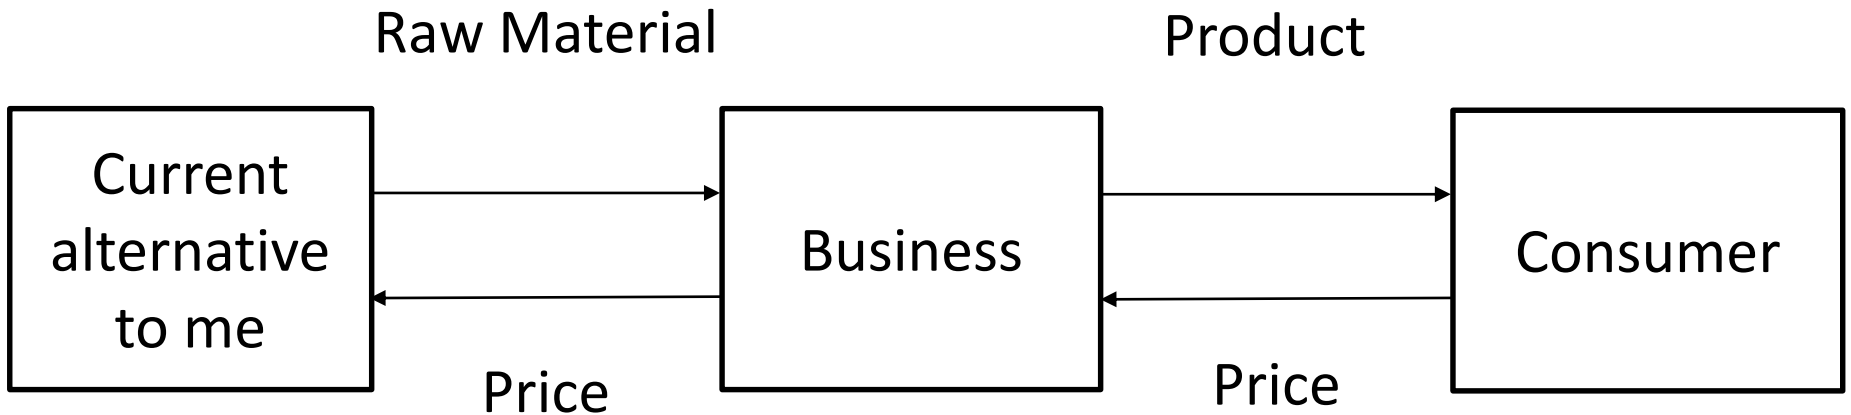 Raw Material
Product
Current
alternative
to me
Business
Consumer
Price
Price